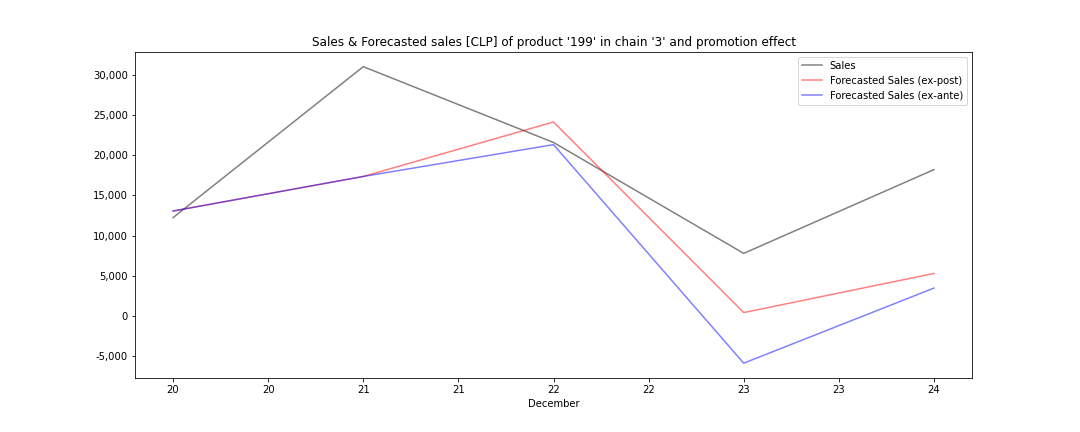 Sales & Forecasted sales [CLP] of product '199' in chain '3' and promotion effect
Sales
Forecasted Sales (ex-post)
Forecasted Sales (ex-ante)
30,000
25,000
20,000
15,000
10,000
5,000
0
-5,000
20 20 21 21 22 22 23 23 24
December